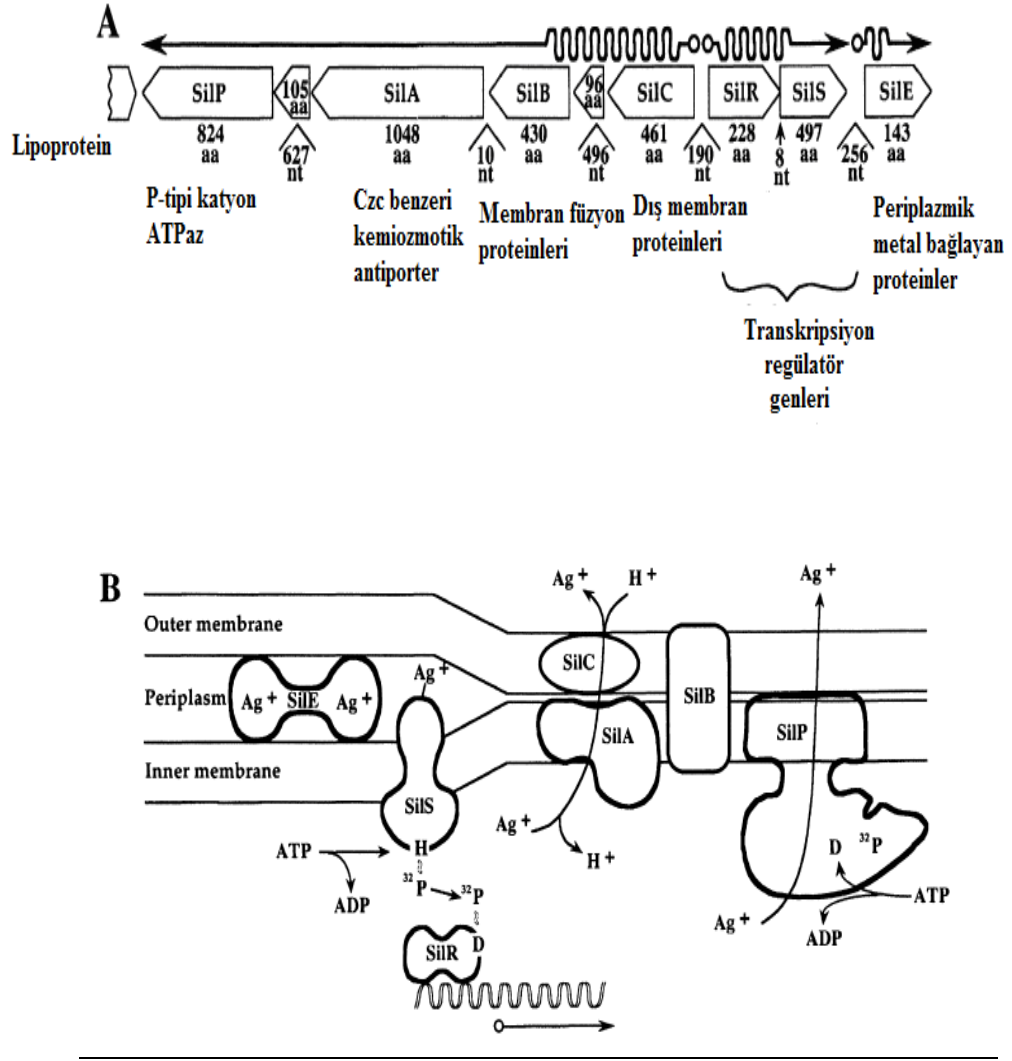 A
SilP
105
aa
SilA
SilB
96
aa
SilC
SilR
SilS
SilE
Lipoprotein
824
aa
627
nt
1048
aa
10
nt
430
aa
496
nt
461
aa
190
nt
228
aa
8
nt
497
aa
256
nt
143
aa
P-tipi katyon
ATPaz
Czc benzeri
kemiozmotik
antiporter
Membran füzyon
proteinleri
Dış membran
proteinleri
Periplazmik
metal bağlayan
proteinler
Transkripsiyon
regülatör
genleri
B
Outer membrane
Periplasm
Inner membrane
Ag +
SilE
Ag +
Ag +
SilS
H
ATP
ADP
32P
32P
D
SilR
Ag +
H +
SilC
SilA
Ag +
H +
SilB
Ag +
SilP
D
32P
ATP
ADP
Ag +